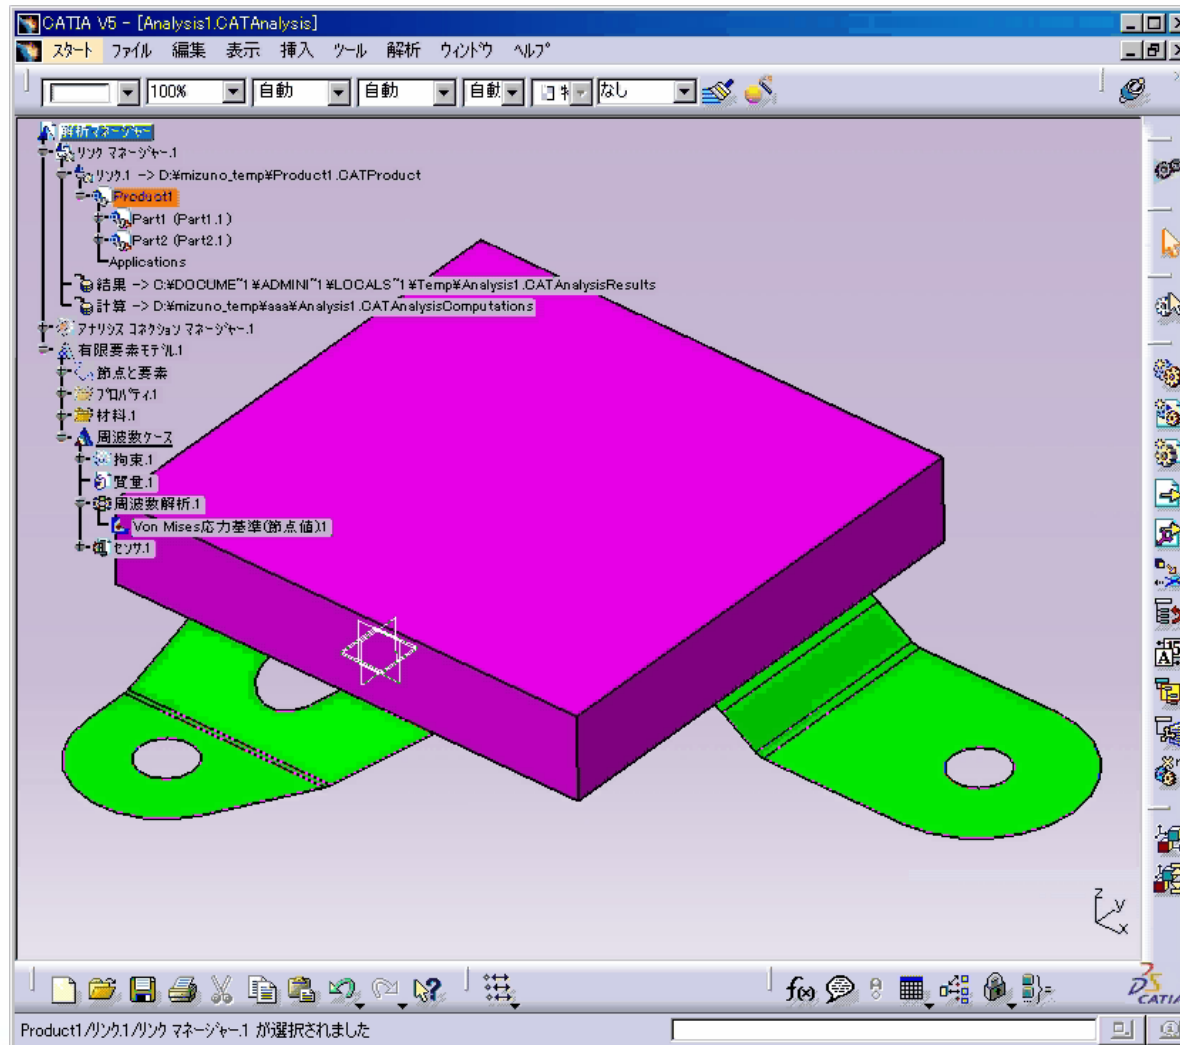 CATIA V5 - [Analysis1.CATAnalysis]
スタート ファイル 編集 表示 挿入 ツール 解析 ウィンドウ ヘルプ
100% 自動 自動 自動 なし
解析マネージャー
リンク マネージャー.1
リンク.1 -> D:¥mizuno_temp¥Product1.CATProduct
Product1
Part1 (Part1.1)
Part2 (Part2.1)
Applications
結果 -> C:¥DOCUME~1¥ADMINI~1¥LOCALS~1¥Temp¥Analysis1.CATAnalysisResults
計算 -> D:¥mizuno_temp¥aaa¥Analysis1.CATAnalysisComputations
アナリシス コネクション マネージャー.1
有限要素モデル.1
節点と要素
プロパティ.1
材料.1
周波数ケース
拘束.1
質量.1
周波数解析.1
Von Mises応力基準(節点値).1
センサ.1
z
y
x
f(x)
CATIA
Product1/リンク.1/リンク マネージャー.1 が選択されました